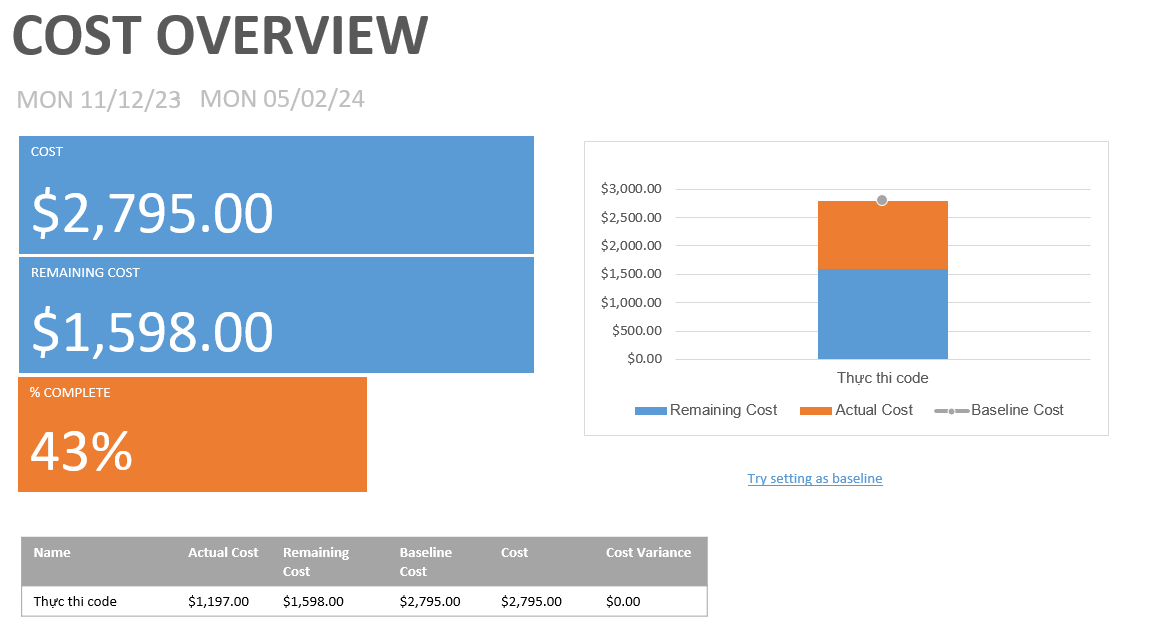 COST OVERVIEW
MON 11/12/23 MON 05/02/24
COST
$2,795.00
REMAINING COST
$1,598.00
% COMPLETE
43%
$3,000.00
$2,500.00
$2,000.00
$1,500.00
$1,000.00
$500.00
$0.00
Thực thi code
Remaining Cost Actual Cost Baseline Cost
Try setting as baseline
Name Actual Cost Remaining Cost Baseline Cost Cost Cost Variance
Thực thi code $1,197.00 $1,598.00 $2,795.00 $2,795.00 $0.00